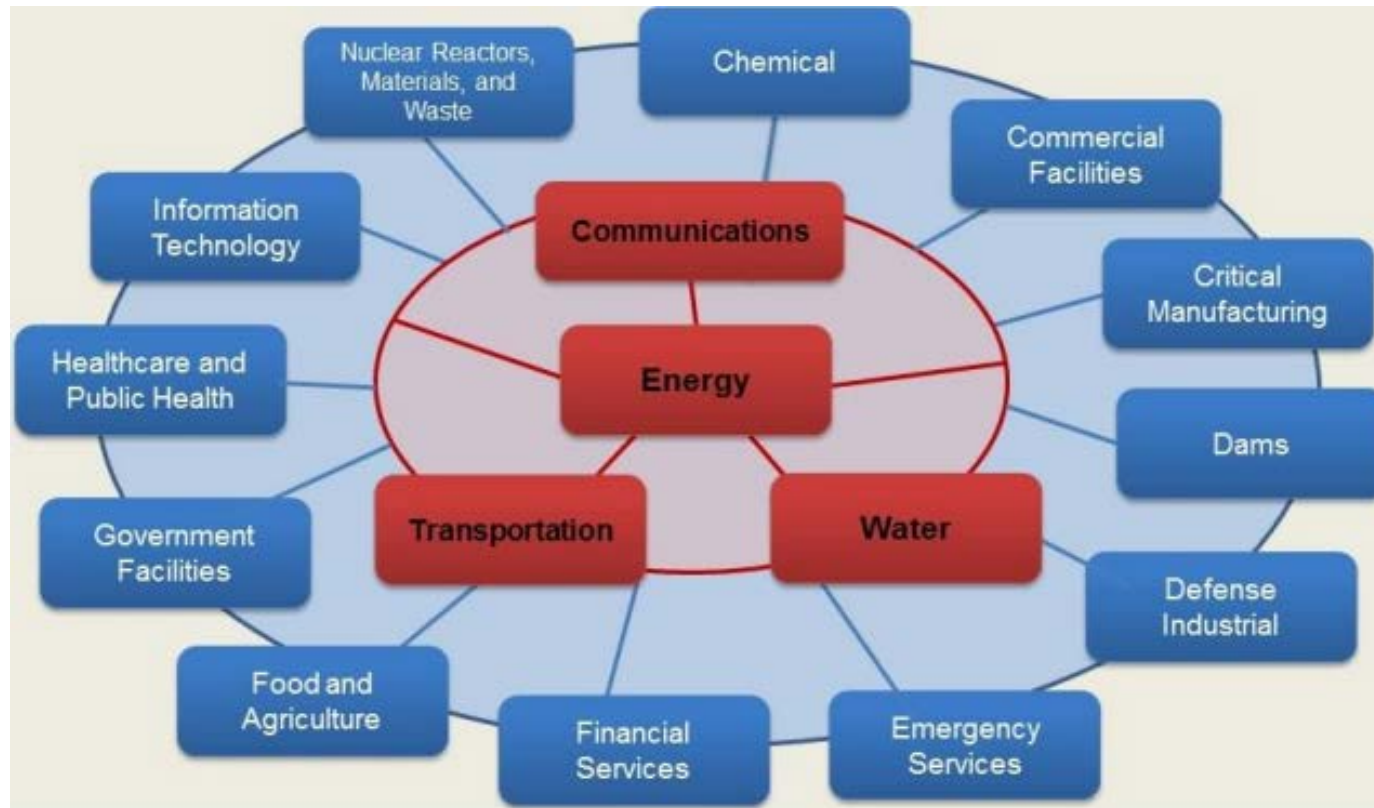 Nuclear Reactors,
Materials, and
Waste
Chemical
Commercial
Facilities
Information
Technology
Communications
Critical
Manufacturing
Healthcare and
Public Health
Energy
Dams
Government
Facilities
Transportation
Water
Defense
Industrial
Food and
Agriculture
Financial
Services
Emergency
Services